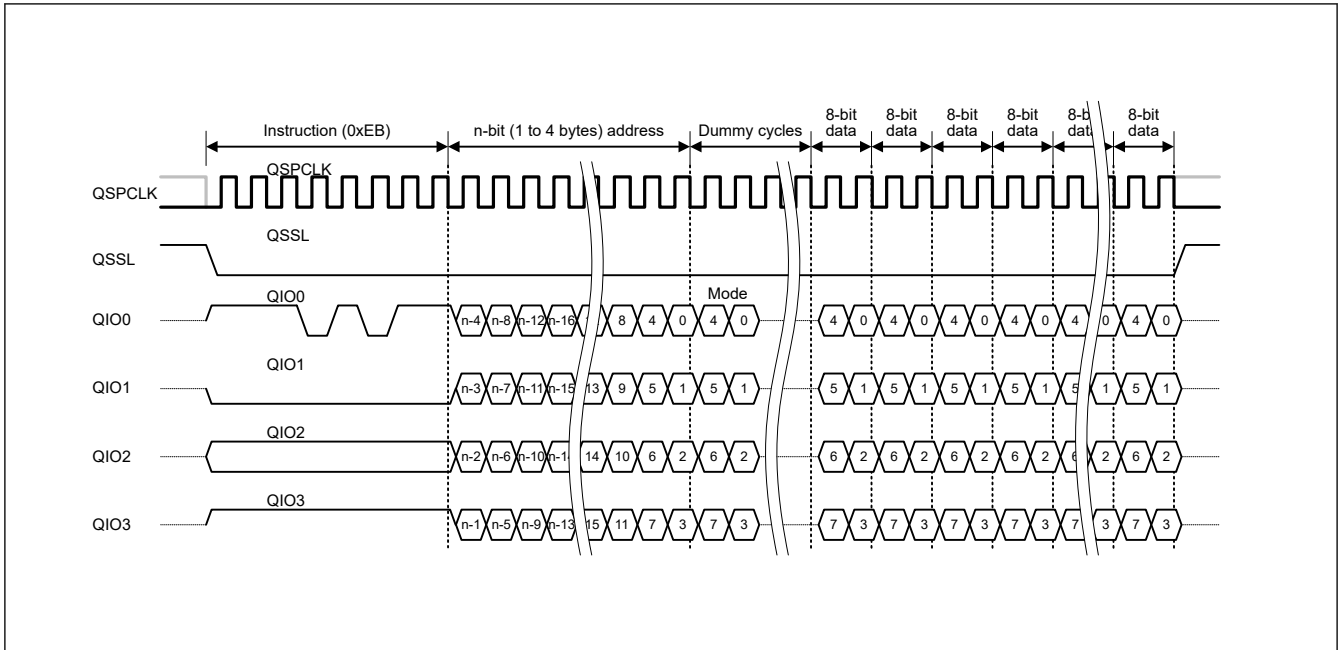 8-bit data 8-bit data 8-bit data 8-bit data 8-bit data
Instruction (0xEB) n-bit (1 to 4 bytes) address Dummy cycles
QSPCLK
QSPCLK
QSSL
QSSL
Mode
QIO0
QIO0 n-4 n-8 n-12 n-16 8 4 0 4 0 4 0 4 0 4 0 4 0 4 0 4 0
QIO1
QIO1 n-3 n-7 n-11 n-15 13 9 5 1 5 1 5 1 5 1 5 1 5 1 5 1 5 1
QIO2
QIO2 n-2 n-6 n-10 14 10 6 2 6 2 6 2 6 2 6 2 6 2 6 2 6 2
QIO3
QIO3 n-1 n-5 n-9 n-13 15 11 7 3 7 3 7 3 7 3 7 3 7 3 7 3 7 3